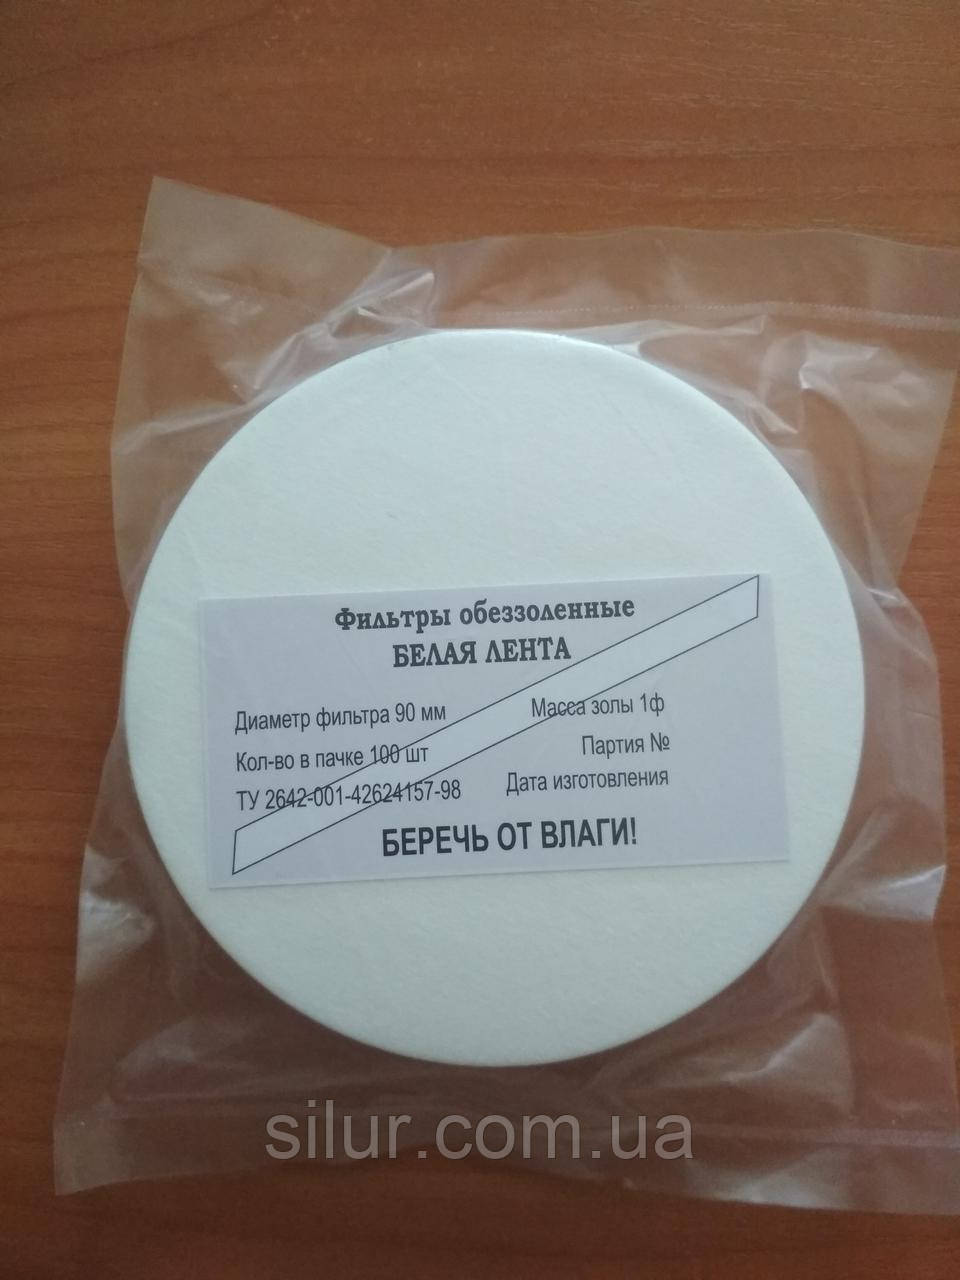 Фильтры обеззоленные
БЕЛАЯ ЛЕНТА
Диаметр фильтра 90 мм
Масса золы 1ф
Кол-во в пачке 100 шт
Партия №
ТУ 2642-001-42624157-98
Дата изготовления
БЕРЕЧЬ ОТ ВЛАГИ!
silur.com.ua